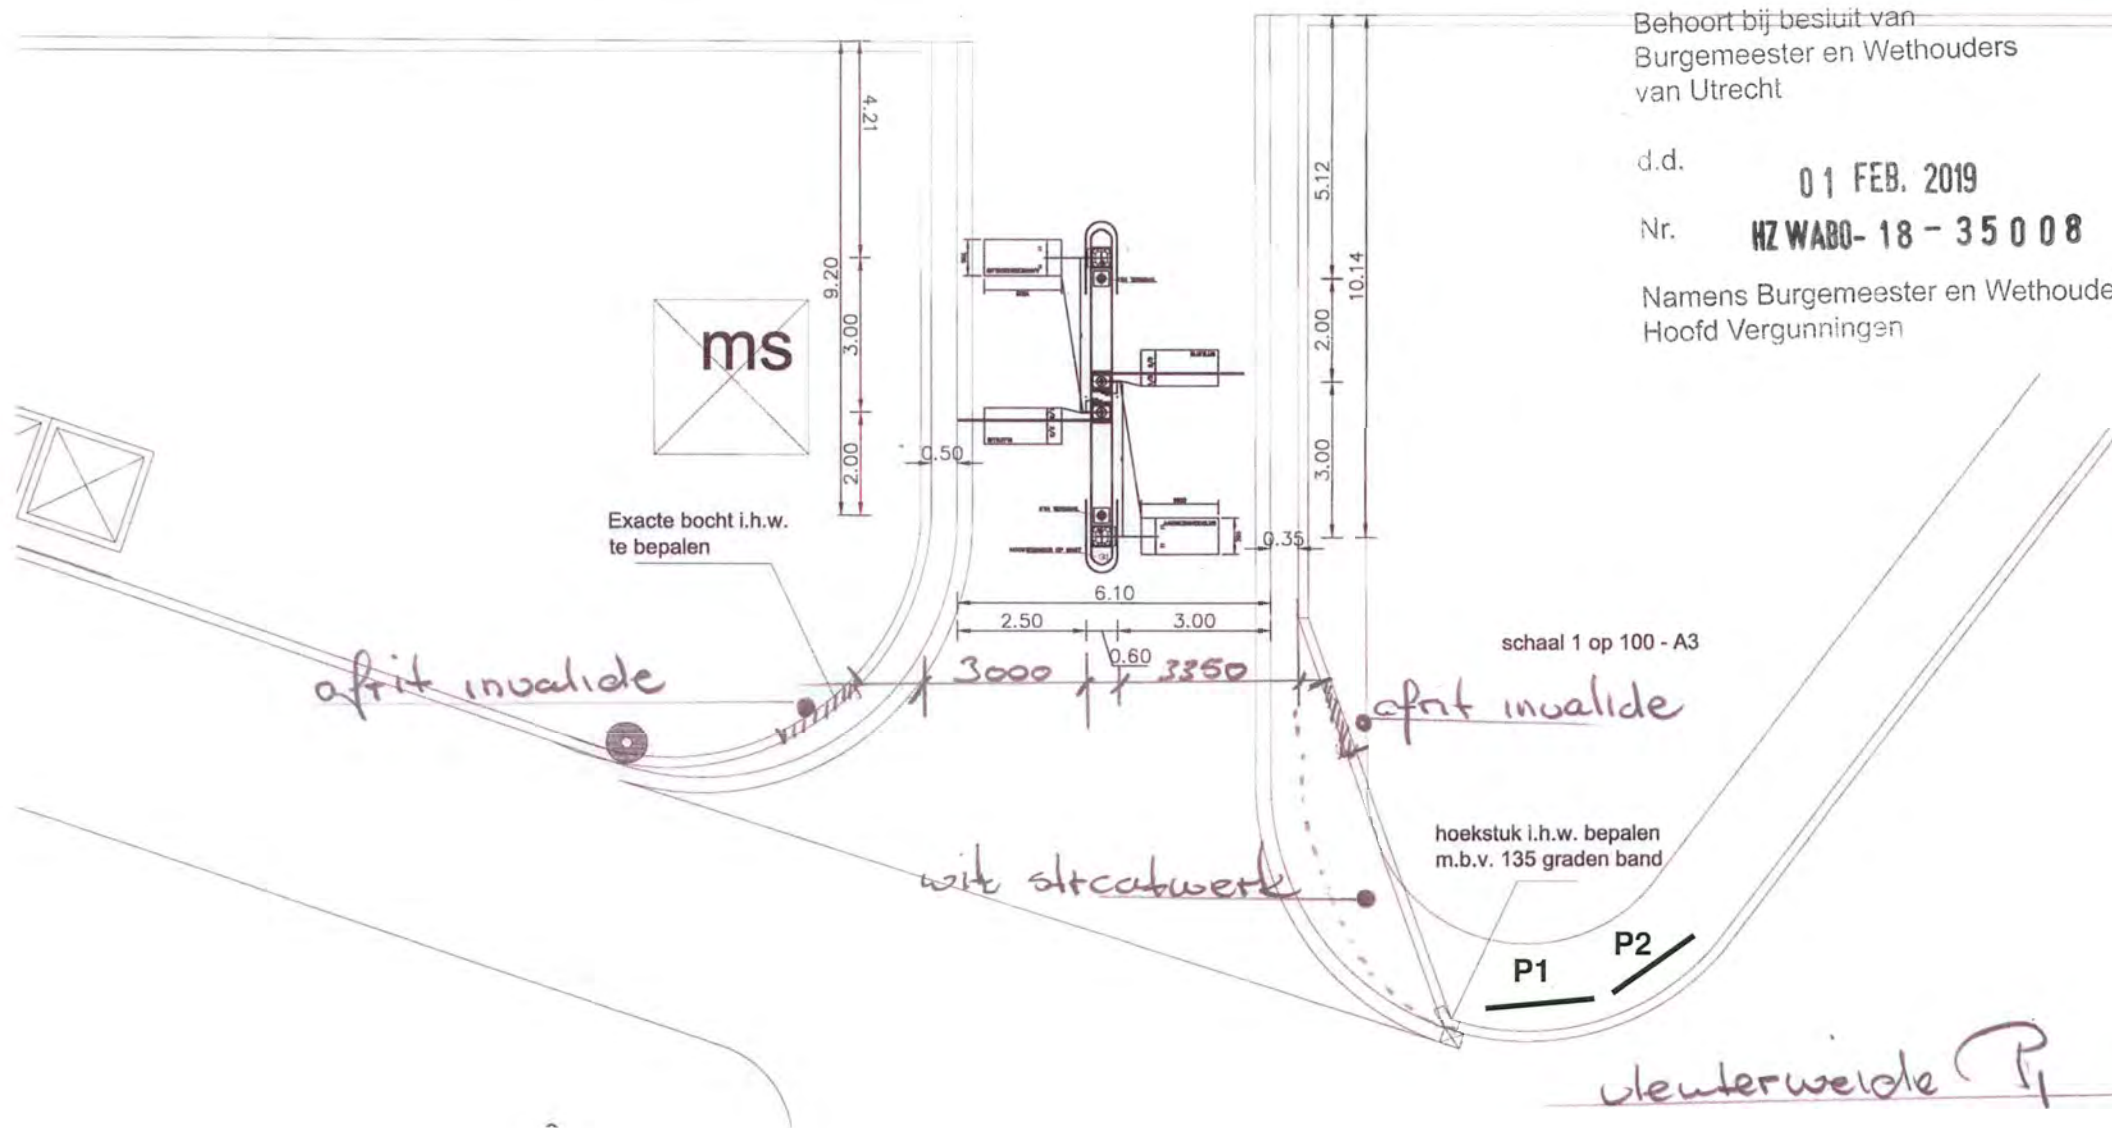 Behoort bij besluit van
Burgemeester en Wethouders
van Utrecht
d.d.
01 FEB. 2019
Nr.
HZ WABO-18-35008
Namens Burgemeester en Wethoude
Hoofd Vergunningen
4.21
9.20
3.00
2.00
0.50
ms
5.12
10.14
2.00
3.00
0.35
Exacte bocht i.h.w.
te bepalen
6.10
2.50
3.00
0.60
3000
3350
schaal 1 op 100 - A3
afrit invalide
afrit invalide
hoekstuk i.h.w. bepalen
m.b.v. 135 graden band
wit straatwerk
P1
P2
vleuterweide P1